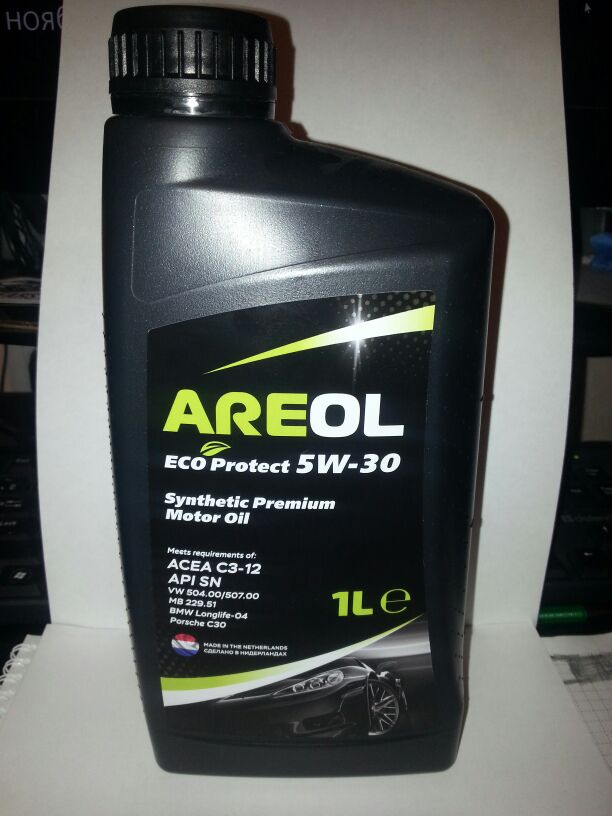 НОЯБ
AREOL
ECO Protect 5W-30
Synthetic Premium
Motor Oil
Meets requirements of:
ACEA C3-12
API SN
VW 504.00/507.00
MB 229.51
BMW Longlife-04
Porsche C30
1L e
MADE IN THE NETHERLANDS
СДЕЛАНО В НИДЕРЛАНДАХ